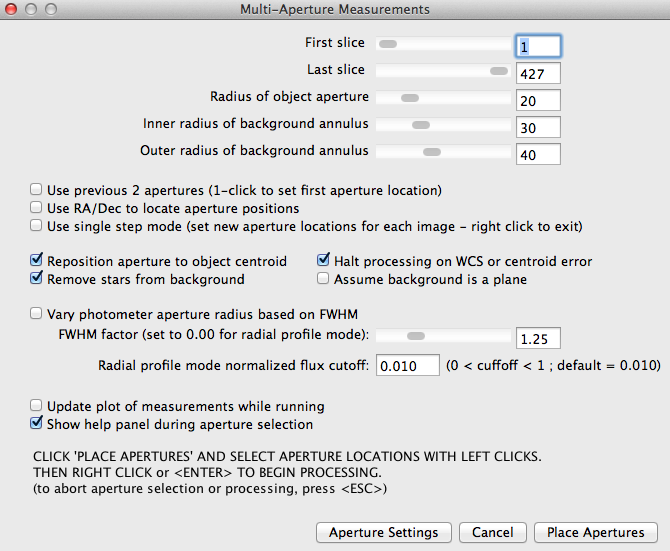 Multi-Aperture Measurements
First slice 1
Last slice 427
Radius of object aperture 20
Inner radius of background annulus 30
Outer radius of background annulus 40
Use previous 2 apertures (1-click to set first aperture location)
Use RA/Dec to locate aperture positions
Use single step mode (set new aperture locations for each image - right click to exit)
Reposition aperture to object centroid Halt processing on WCS or centroid error
Remove stars from background Assume background is a plane
Vary photometer aperture radius based on FWHM
FWHM factor (set to 0.00 for radial profile mode): 1.25
Radial profile mode normalized flux cutoff: 0.010 (0 < cuffoff < 1 ; default = 0.010)
Update plot of measurements while running
Show help panel during aperture selection
CLICK 'PLACE APERTURES' AND SELECT APERTURE LOCATIONS WITH LEFT CLICKS.
THEN RIGHT CLICK or <ENTER> TO BEGIN PROCESSING.
(to abort aperture selection or processing, press <ESC>)
Aperture Settings Cancel Place Apertures